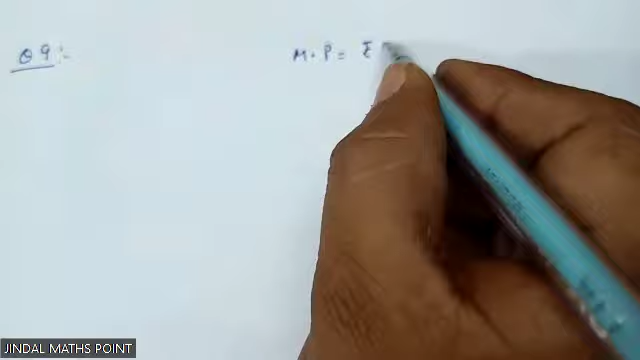 Q9:-
M.P = ₹
JINDAL MATHS POINT